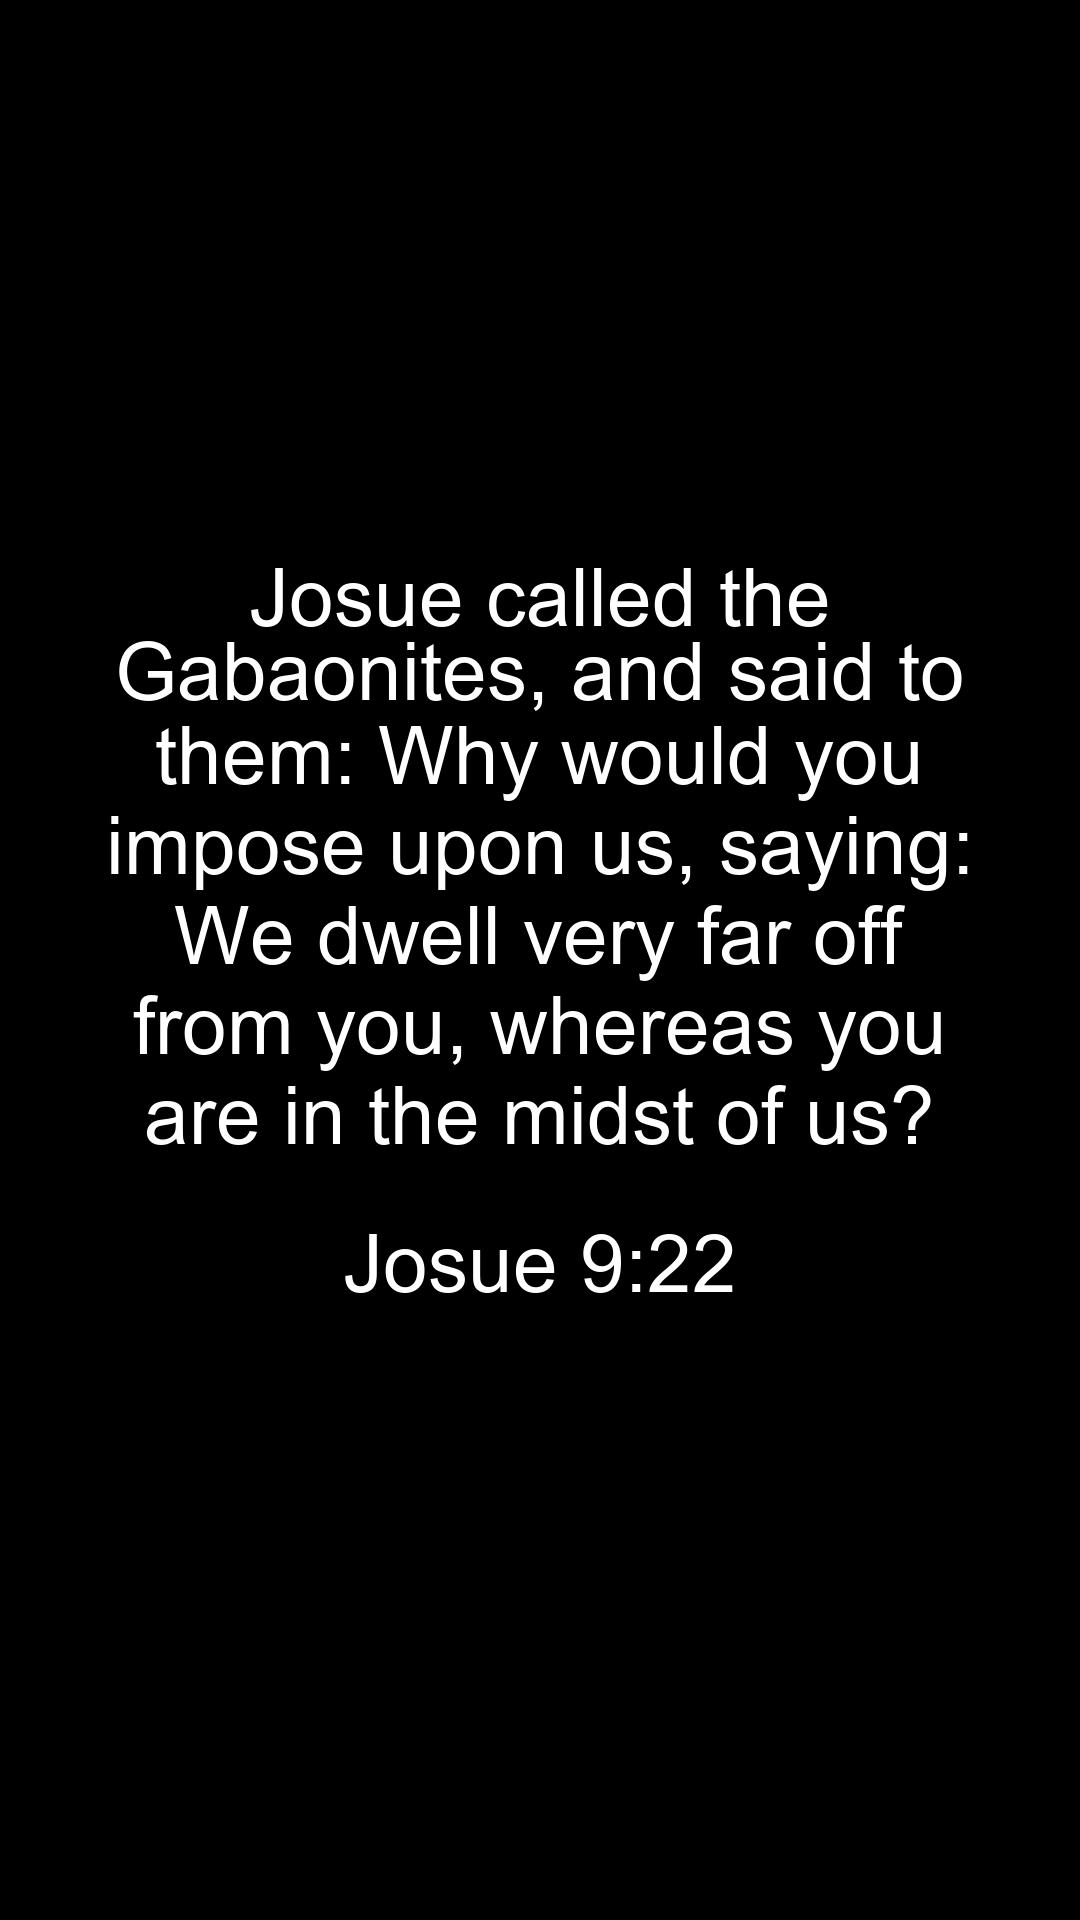 Josue called the
Gabaonites, and said to
them: Why would you
impose upon us, saying:
We dwell very far off
from you, whereas you
are in the midst of us?
Josue 9:22